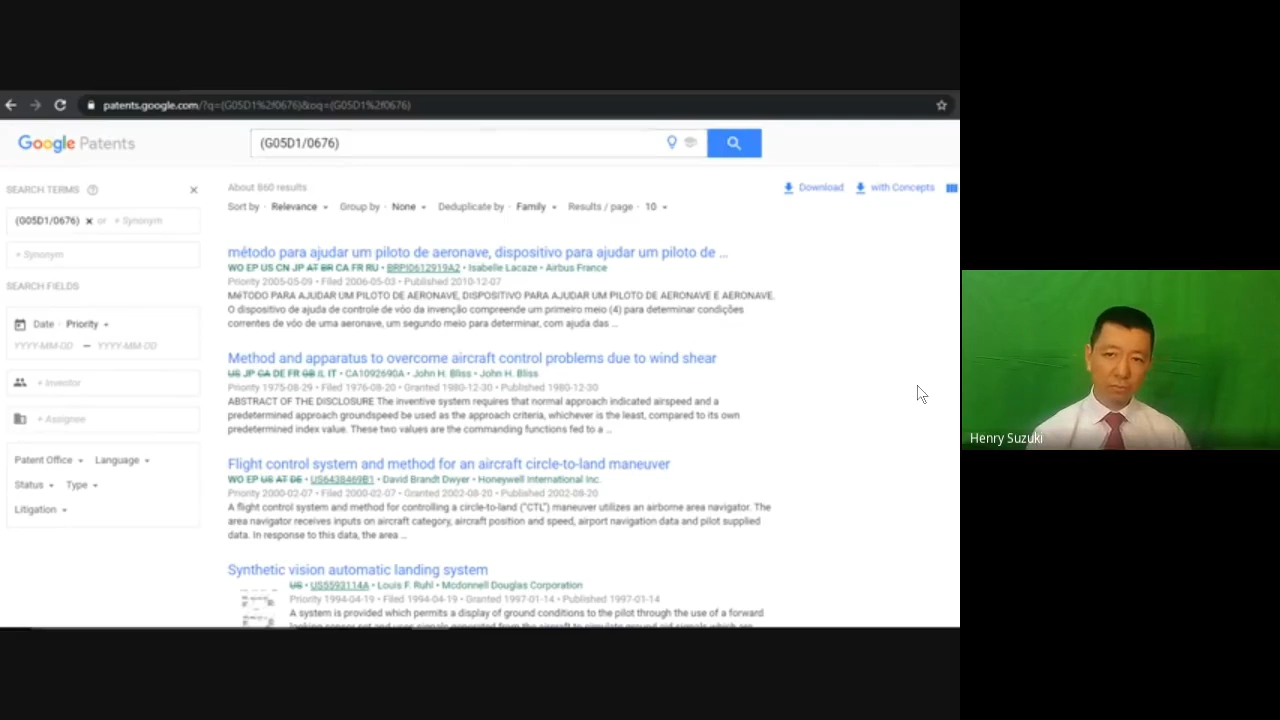 patents.google.com/?q=(G05D1%2f0676)&oq=(G05D1%2f0676)
Google Patents
(G05D1/0676)
SEARCH TERMS
(G05D1/0676) x or + Synonym
+ Synonym
SEARCH FIELDS
Date · Priority
YYYY-MM-DD – YYYY-MM-DD
+ Inventor
+ Assignee
Patent Office Language
Status Type
Litigation
About 860 results
Download with Concepts
Sort by · Relevance Group by · None Deduplicate by · Family Results / page · 10
método para ajudar um piloto de aeronave, dispositivo para ajudar um piloto de ...
WO EP US CN JP AT BR CA FR RU • BRPI0612919A2 • Isabelle Lacaze • Airbus France
Priority 2005-05-09 • Filed 2006-05-03 • Published 2010-12-07
MéTODO PARA AJUDAR UM PILOTO DE AERONAVE, DISPOSITIVO PARA AJUDAR UM PILOTO DE AERONAVE E AERONAVE.
O dispositivo de ajuda de controle de vôo da invenção compreende um primeiro meio (4) para determinar condições
correntes de vôo de uma aeronave, um segundo meio para determinar, com ajuda das ...
Method and apparatus to overcome aircraft control problems due to wind shear
US JP CA DE FR GB IL IT • CA1092690A • John H. Bliss • John H. Bliss
Priority 1975-08-29 • Filed 1976-08-20 • Granted 1980-12-30 • Published 1980-12-30
ABSTRACT OF THE DISCLOSURE The inventive system requires that normal approach indicated airspeed and a
predetermined approach groundspeed be used as the approach criteria, whichever is the least, compared to its own
predetermined index value. These two values are the commanding functions fed to a ...
Flight control system and method for an aircraft circle-to-land maneuver
WO EP US AT DE • US6438469B1 • David Brandt Dwyer • Honeywell International Inc.
Priority 2000-02-07 • Filed 2000-02-07 • Granted 2002-08-20 • Published 2002-08-20
A flight control system and method for controlling a circle-to-land ("CTL") maneuver utilizes an airborne area navigator. The
area navigator receives inputs on aircraft category, aircraft position and speed, airport navigation data and pilot supplied
data. In response to this data, the area ...
Synthetic vision automatic landing system
US • US5593114A • Louis F. Ruhl • Mcdonnell Douglas Corporation
Priority 1994-04-19 • Filed 1994-04-19 • Granted 1997-01-14 • Published 1997-01-14
A system is provided which permits a display of ground conditions to the pilot through the use of a forward
Henry Suzuki